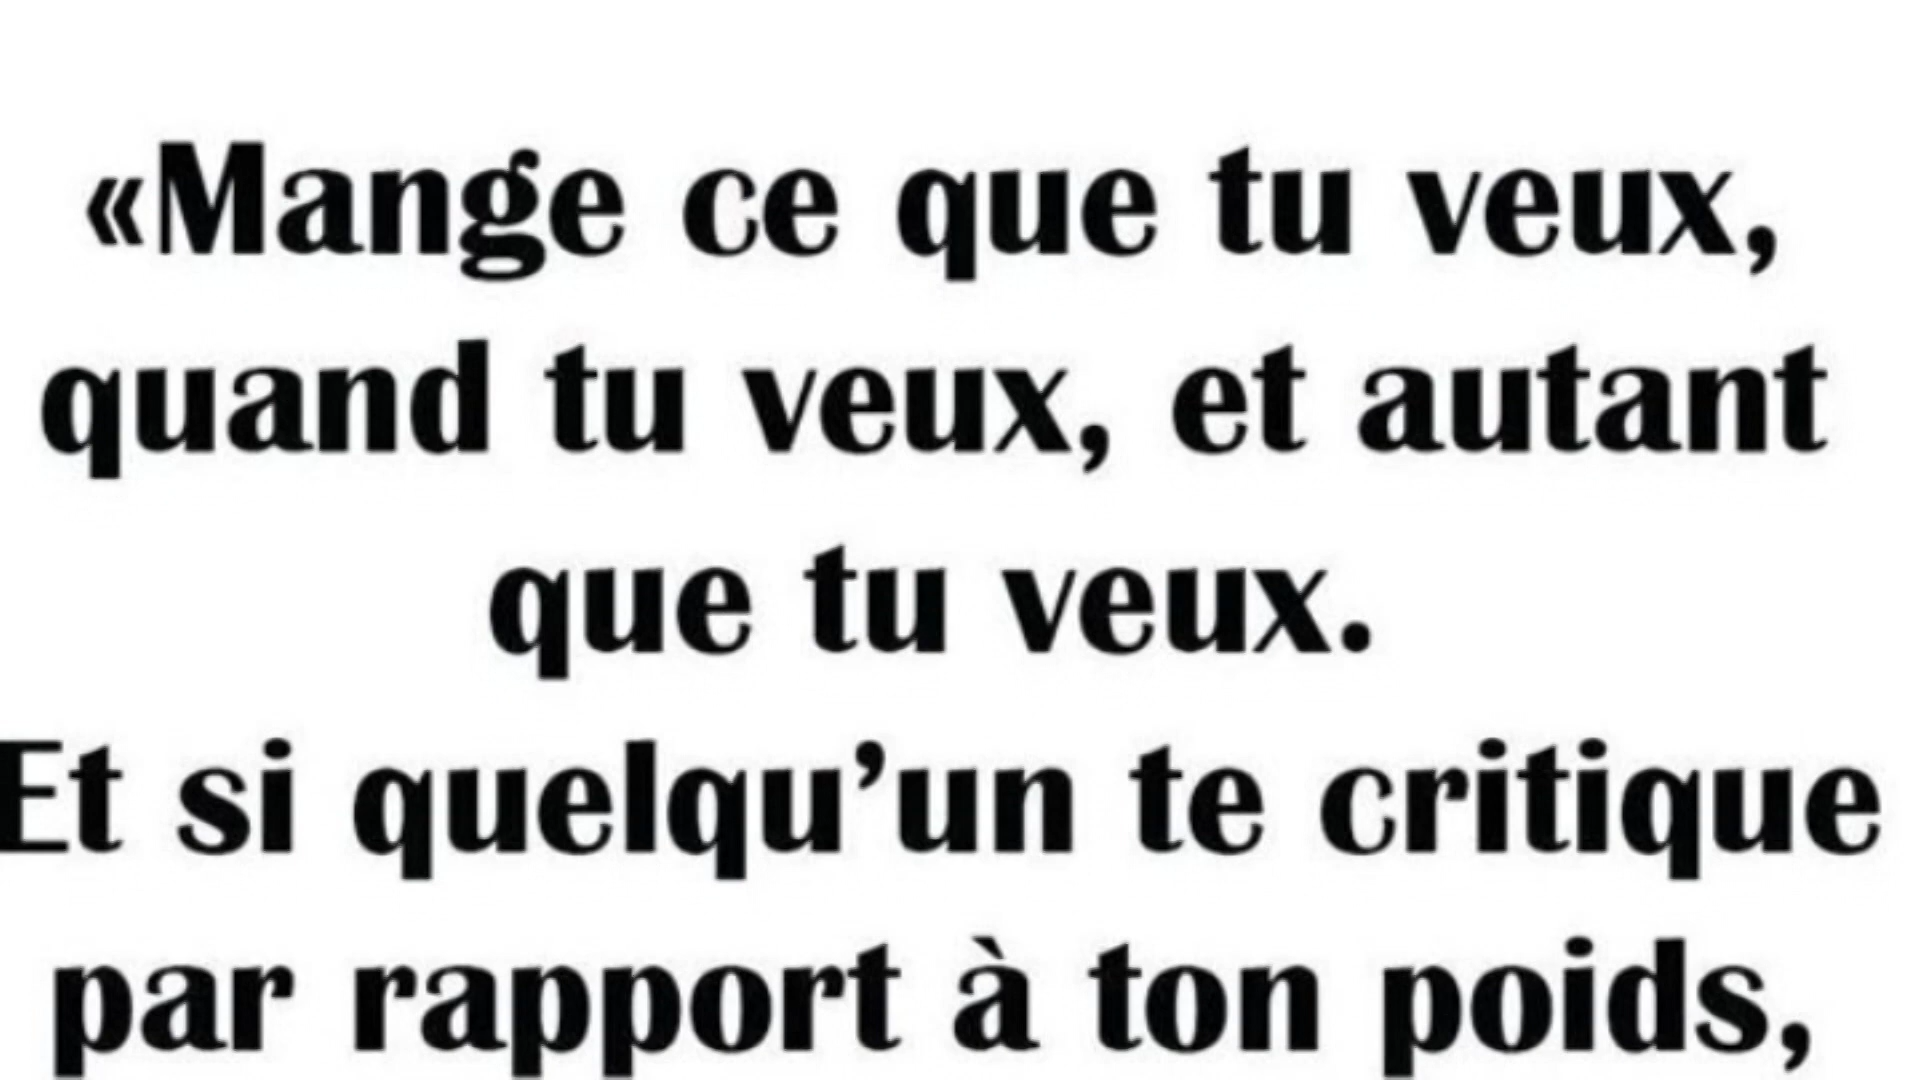 «Mange ce que tu veux,
quand tu veux, et autant
que tu veux.
Et si quelqu’un te critique
par rapport à ton poids,